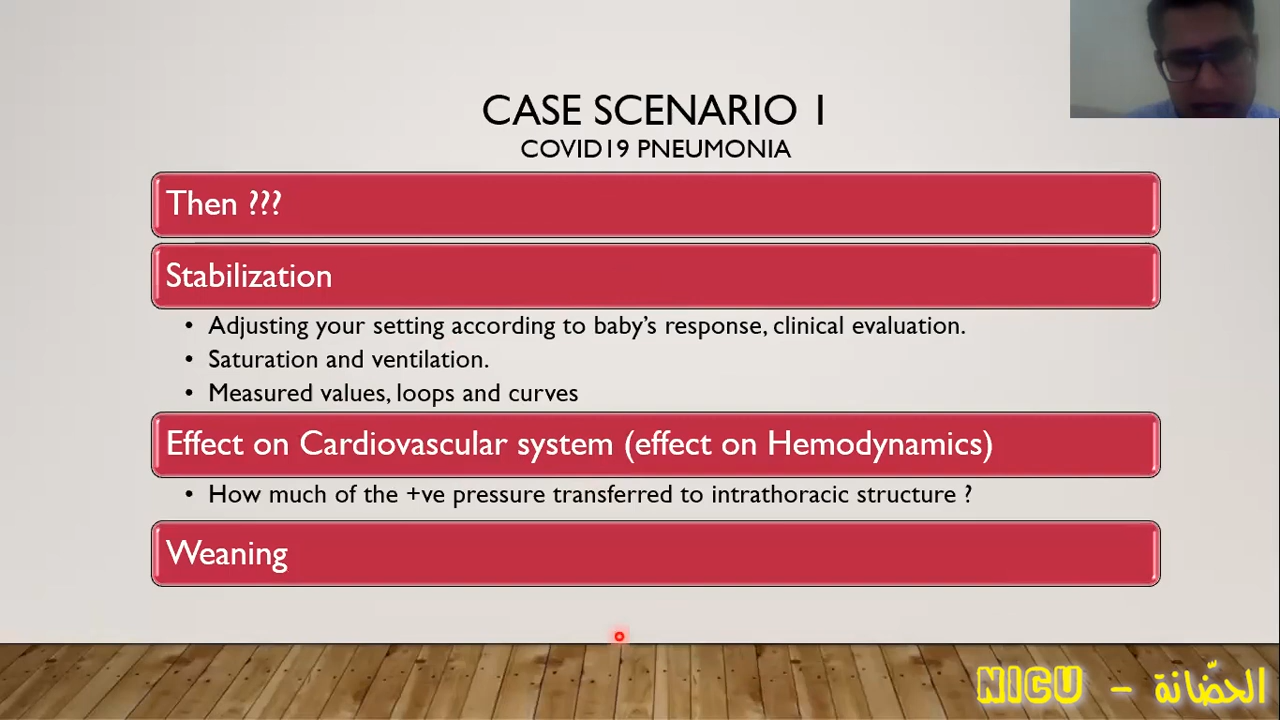 CASE SCENARIO 1
COVID19 PNEUMONIA
Then ???
Stabilization
• Adjusting your setting according to baby's response, clinical evaluation.
• Saturation and ventilation.
• Measured values, loops and curves
Effect on Cardiovascular system (effect on Hemodynamics)
• How much of the +ve pressure transferred to intrathoracic structure ?
Weaning
NICU - الحضّانة